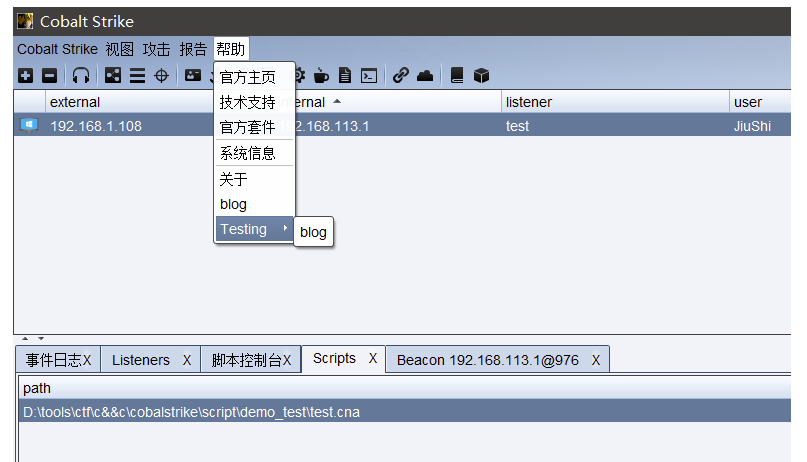 Cobalt Strike
Cobalt Strike 视图 攻击 报告 帮助
官方主页
技术支持
官方套件
系统信息
关于
blog
Testing
blog
external ernal listener user
192.168.1.108 92.168.113.1 test JiuShi
事件日志X Listeners X 脚本控制台X Scripts X Beacon 192.168.113.1@976 X
path
D:\tools\ctf\c&&c\cobalstrike\script\demo_test\test.cna